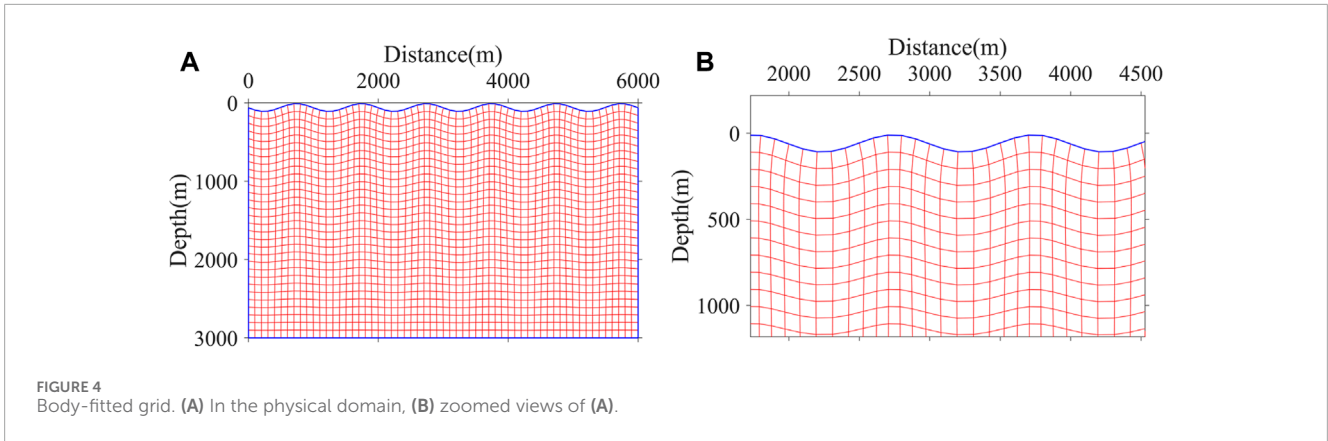 A
Distance(m)
0 2000 4000 6000
Depth(m)
0
1000
2000
3000
B
Distance(m)
2000 2500 3000 3500 4000 4500
Depth(m)
0
500
1000
FIGURE 4
Body-fitted grid. (A) In the physical domain, (B) zoomed views of (A).